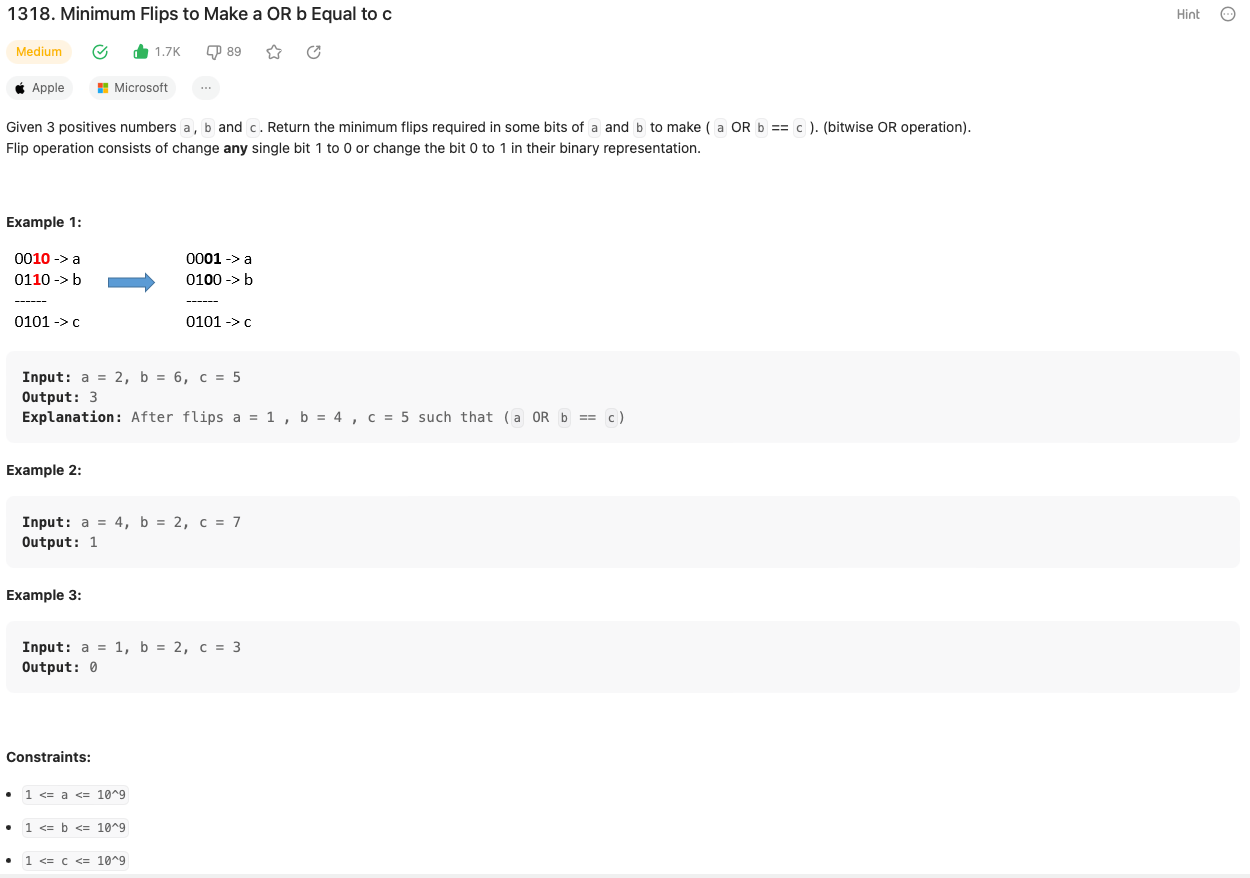 1318. Minimum Flips to Make a OR b Equal to c
Hint
Medium 1.7K 89
Apple Microsoft ...
Given 3 positives numbers a, b and c. Return the minimum flips required in some bits of a and b to make ( a OR b == c ). (bitwise OR operation).
Flip operation consists of change any single bit 1 to 0 or change the bit 0 to 1 in their binary representation.
Example 1:
0010 -> a 0001 -> a
0110 -> b 0100 -> b
------ ------
0101 -> c 0101 -> c
Input: a = 2, b = 6, c = 5
Output: 3
Explanation: After flips a = 1 , b = 4 , c = 5 such that (a OR b == c)
Example 2:
Input: a = 4, b = 2, c = 7
Output: 1
Example 3:
Input: a = 1, b = 2, c = 3
Output: 0
Constraints:
• 1 <= a <= 10^9
• 1 <= b <= 10^9
• 1 <= c <= 10^9